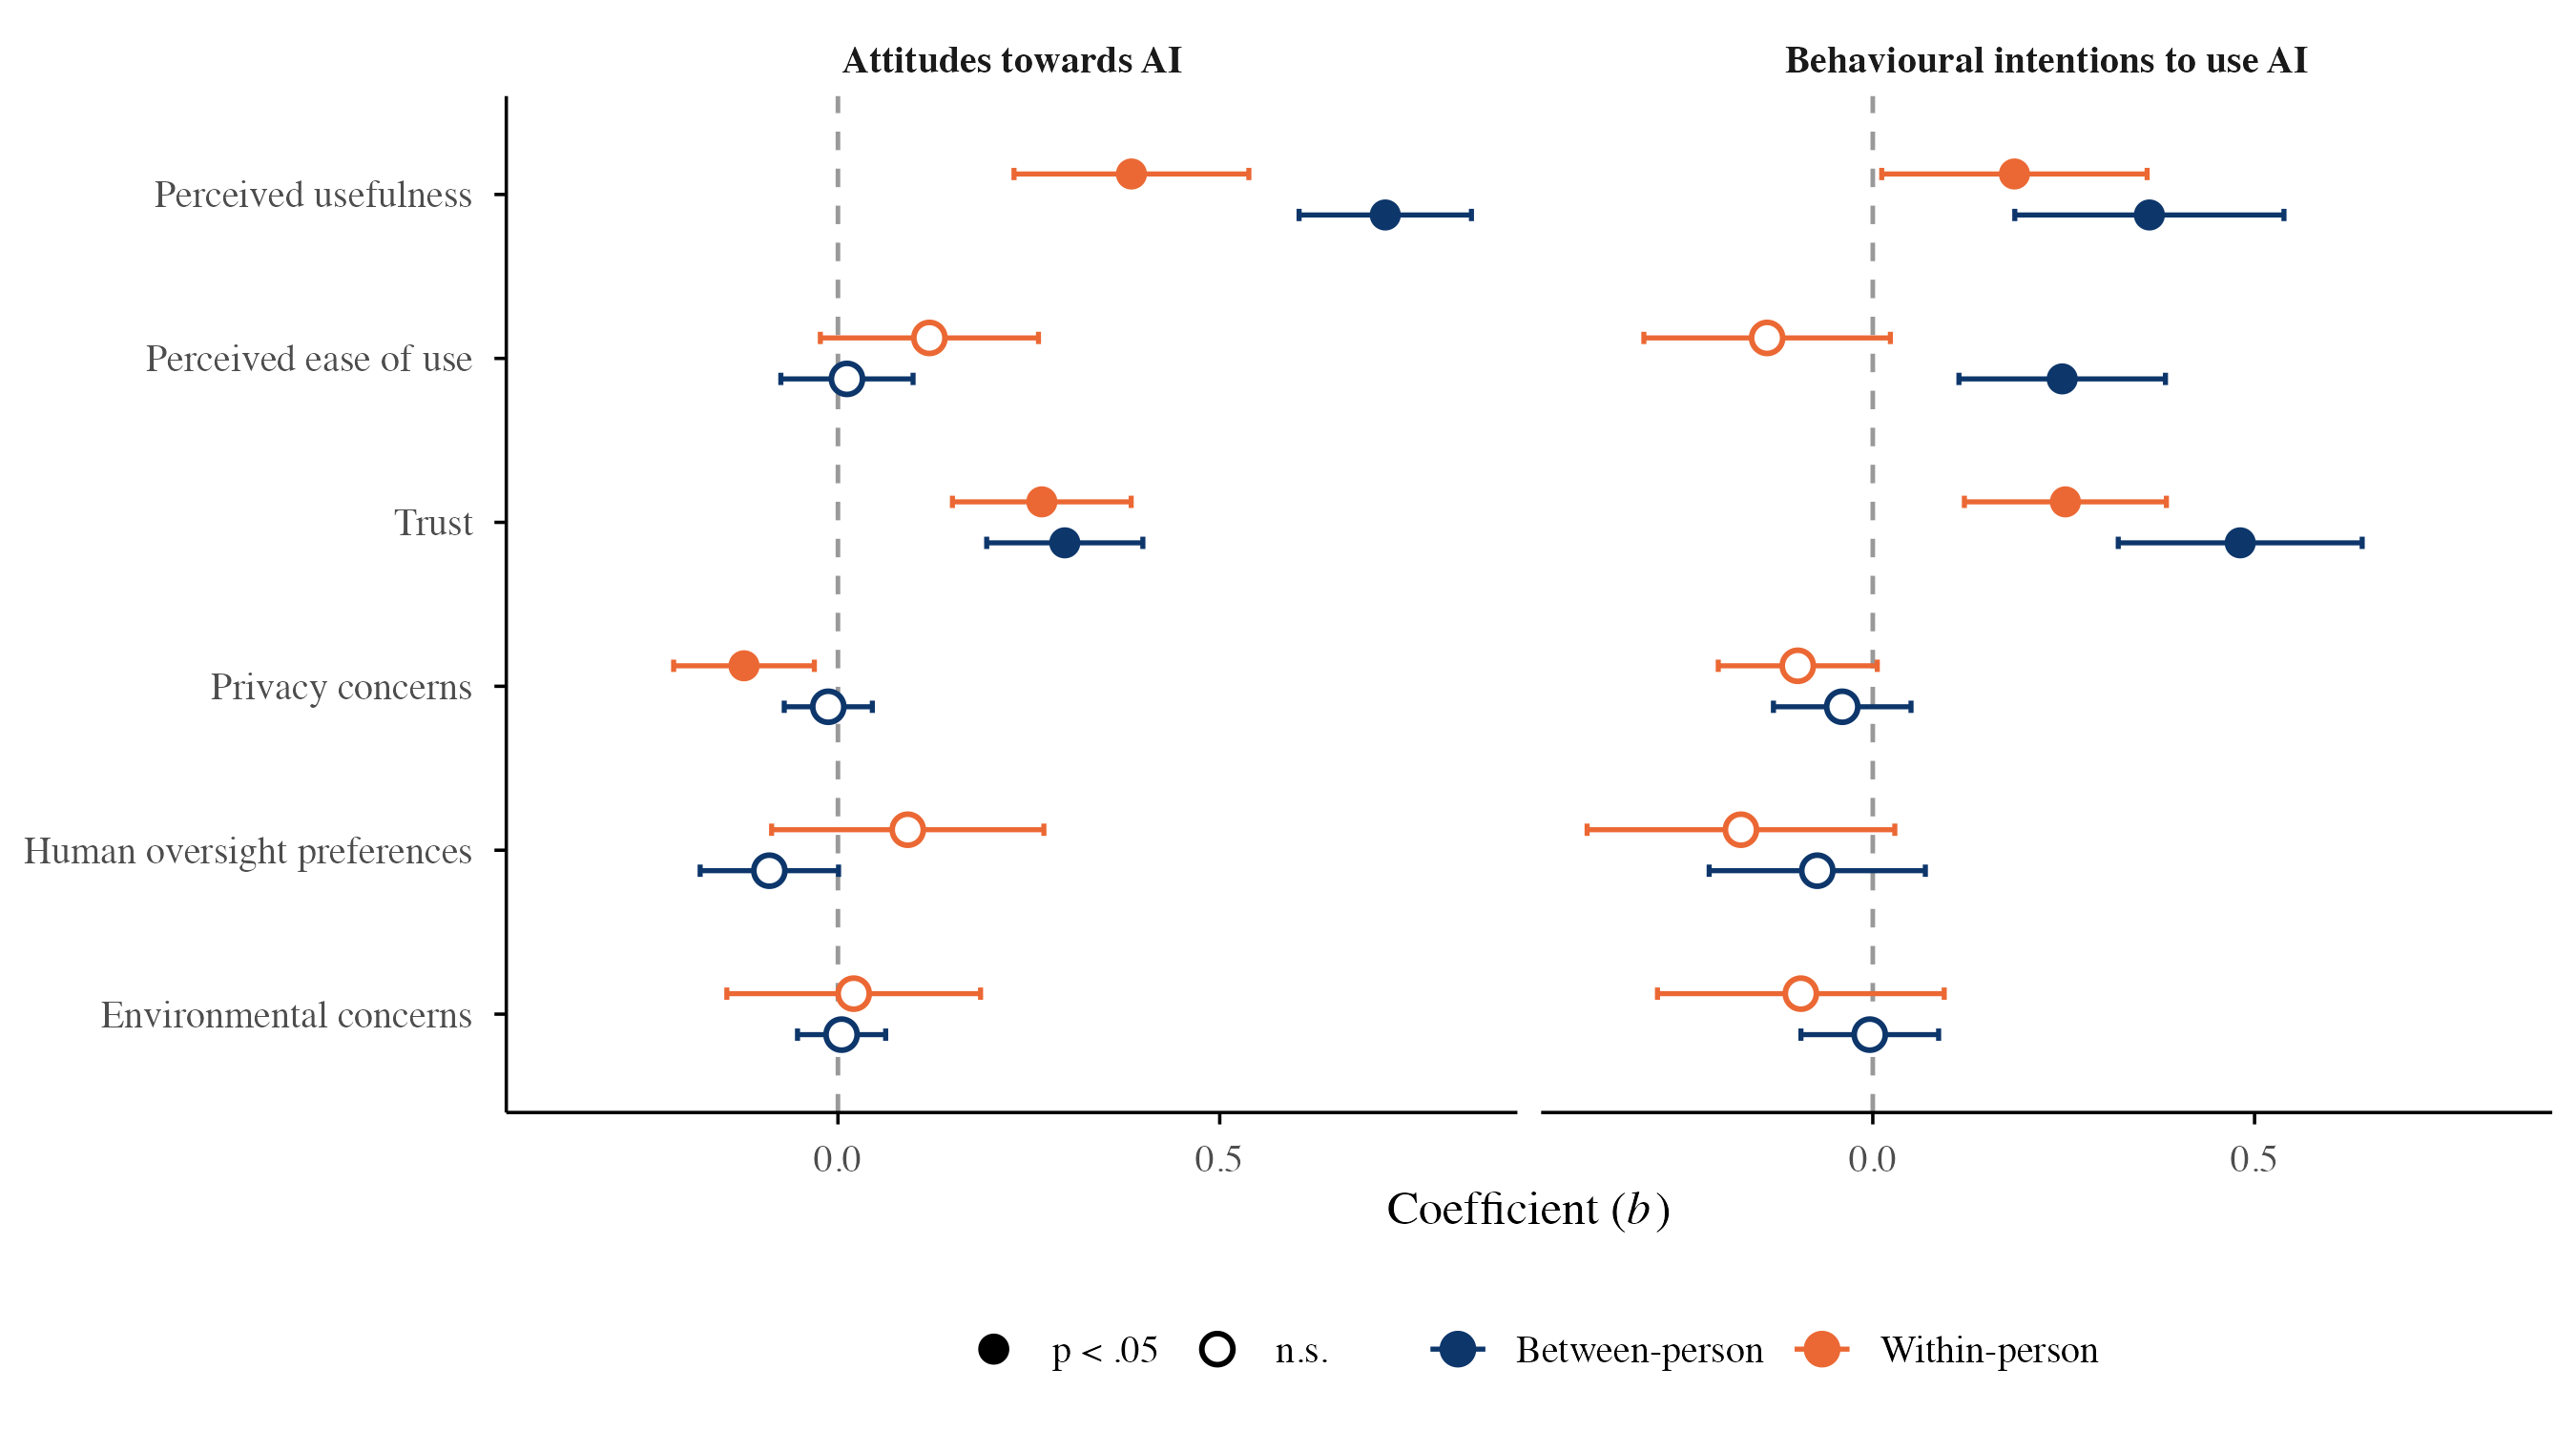 Attitudes towards AI
Behavioural intentions to use AI
Perceived usefulness
Perceived ease of use
Trust
Privacy concerns
Human oversight preferences
Environmental concerns
0.0 0.5 0.0 0.5
Coefficient (b)
p < .05 n.s. Between-person Within-person